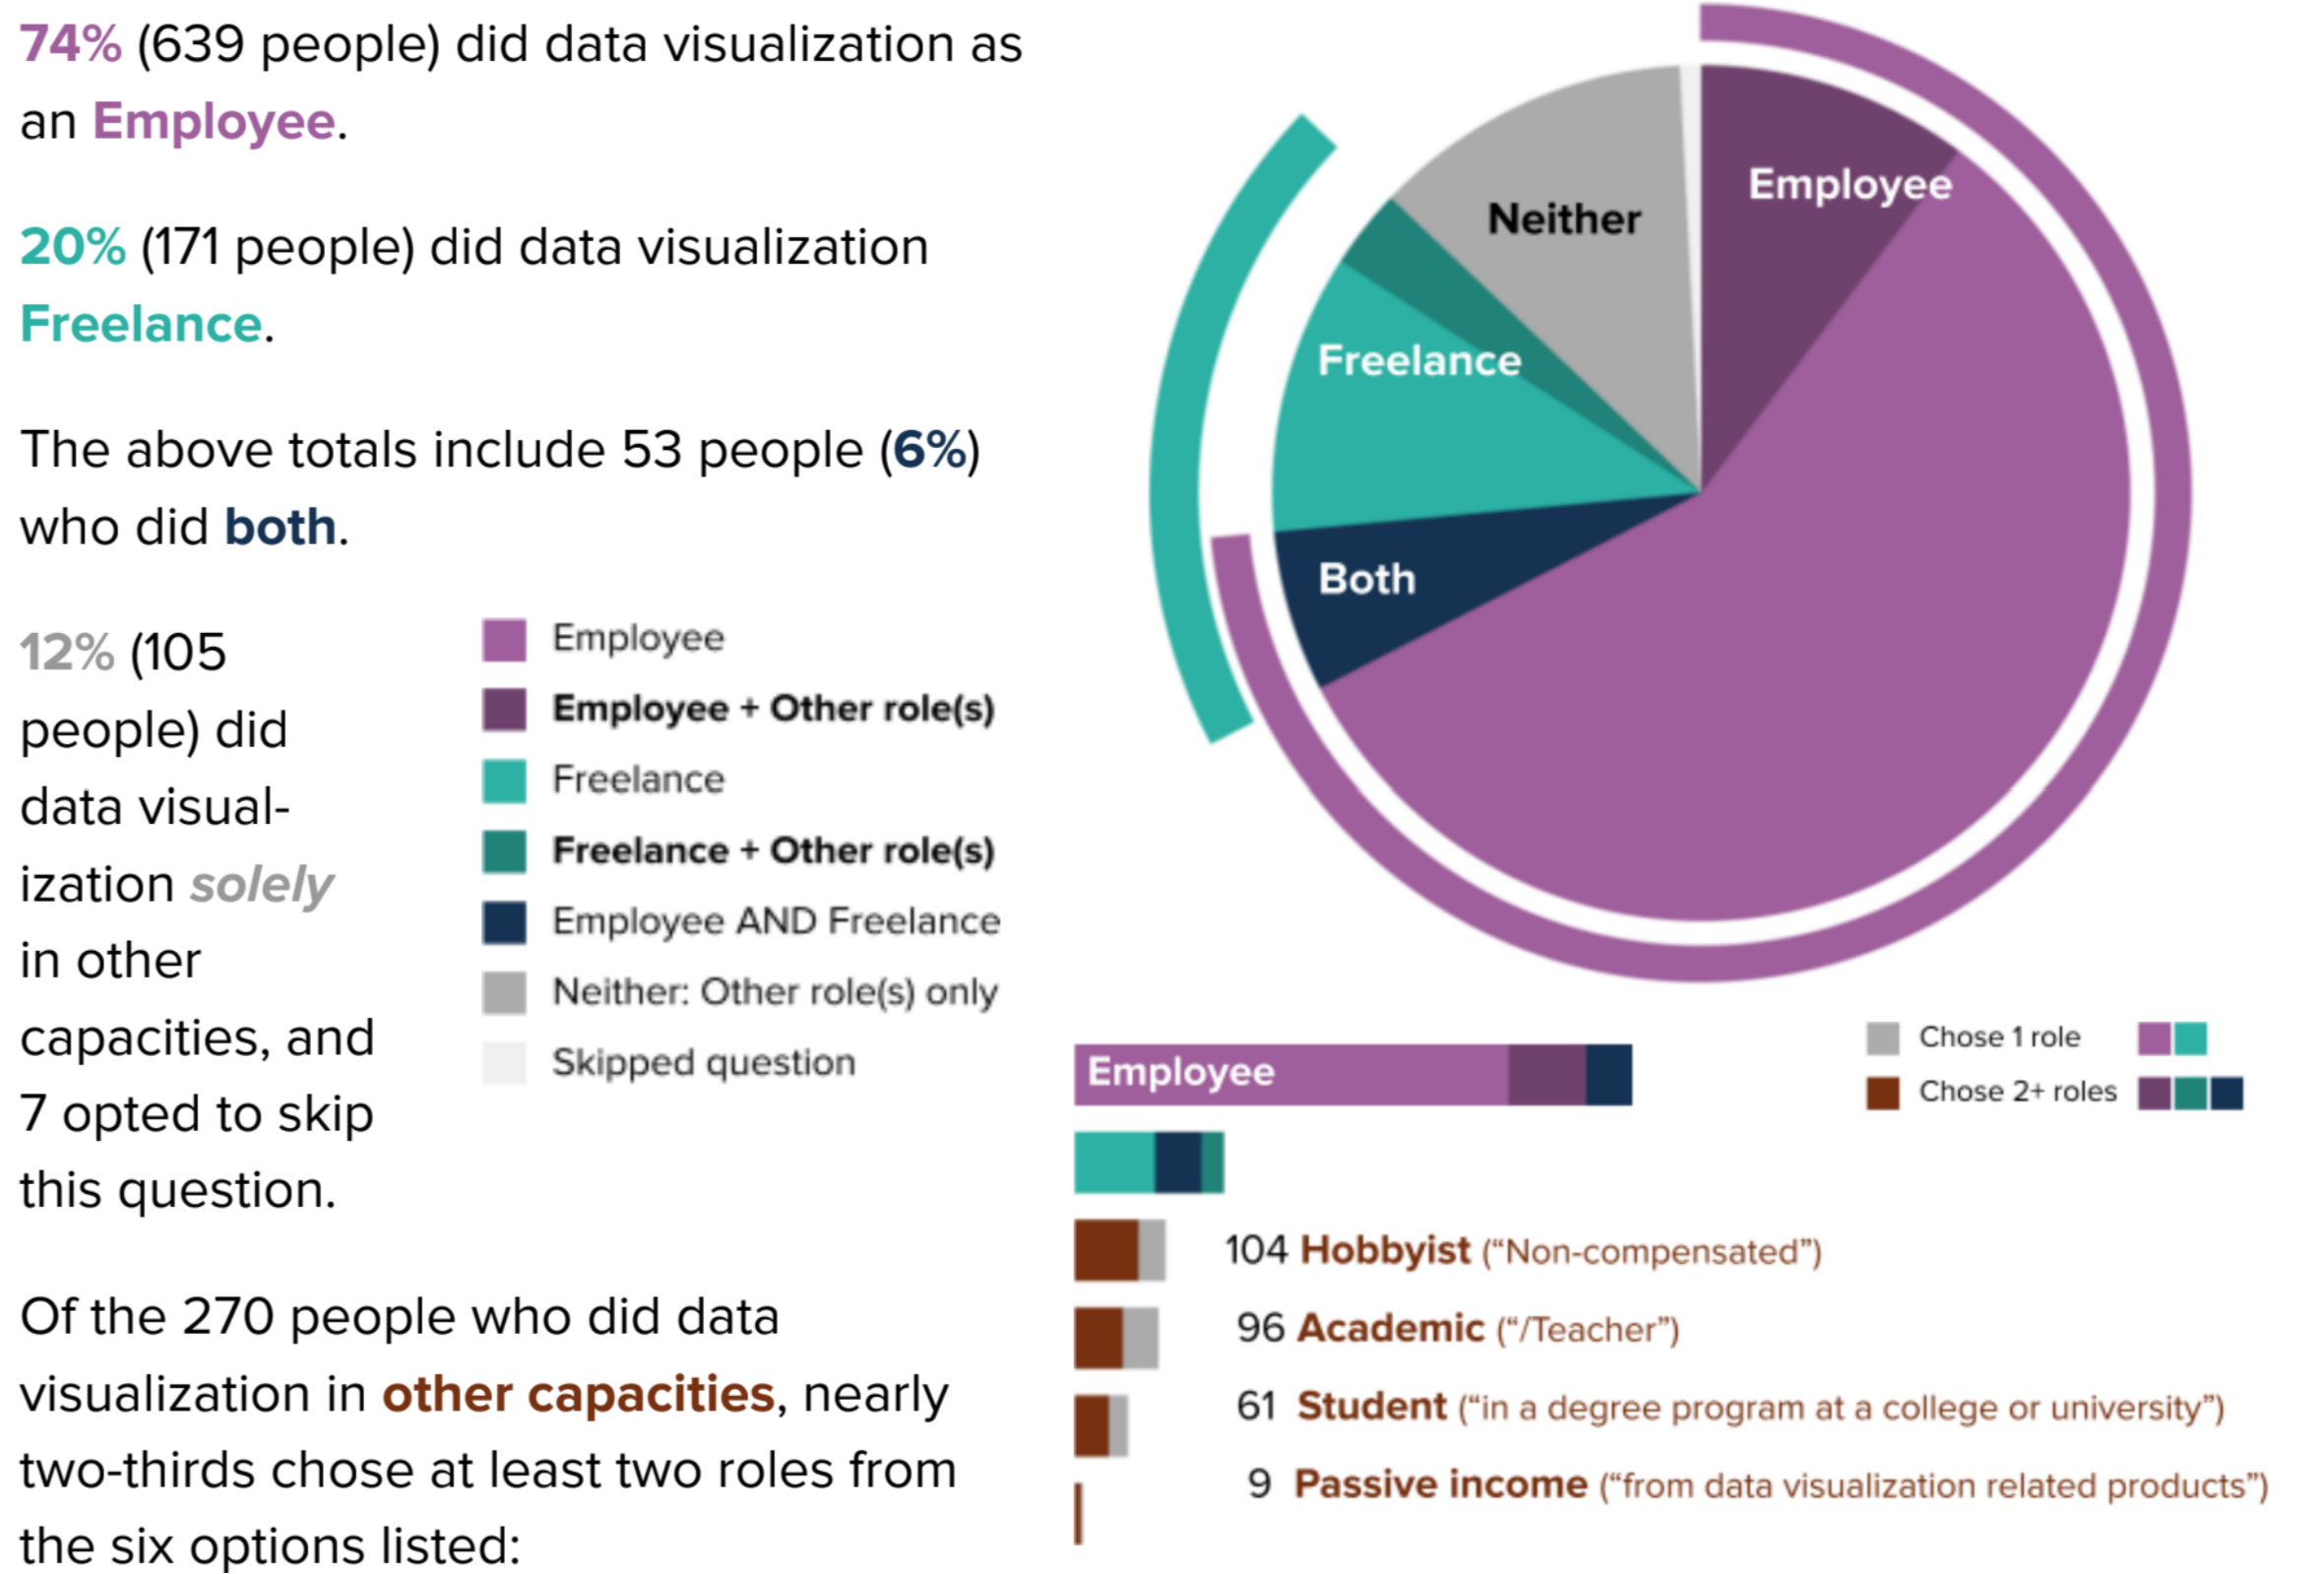 74% (639 people) did data visualization as
an Employee.
20% (171 people) did data visualization
Freelance.
The above totals include 53 people (6%)
who did both.
12% (105
people) did
data visual-
ization solely
in other
capacities, and
7 opted to skip
this question.
Of the 270 people who did data
visualization in other capacities, nearly
two-thirds chose at least two roles from
the six options listed:
Employee
Employee + Other role(s)
Freelance
Freelance + Other role(s)
Employee AND Freelance
Neither: Other role(s) only
Skipped question
Employee
Neither
Freelance
Both
Chose 1 role
Chose 2+ roles
Employee
104 Hobbyist (“Non-compensated”)
96 Academic (“/Teacher”)
61 Student (“in a degree program at a college or university”)
9 Passive income (“from data visualization related products”)